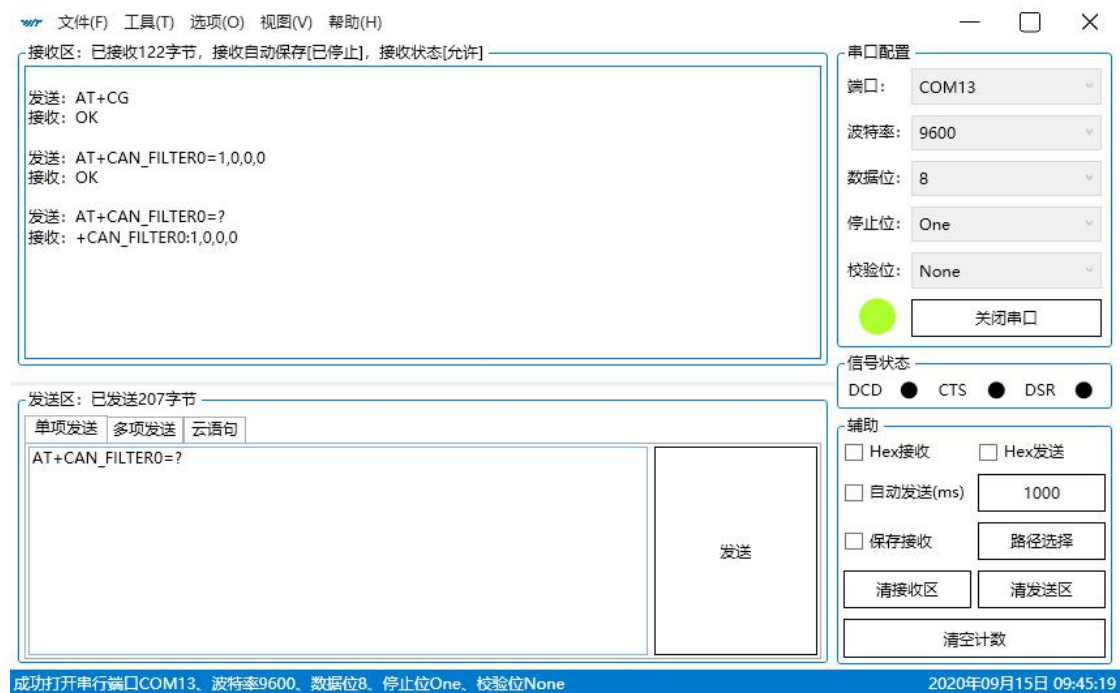 文件(F) 工具(T) 选项(O) 视图(V) 帮助(H)
接收区：已接收122字节，接收自动保存[已停止]，接收状态[允许]
发送：AT+CG
接收：OK
发送：AT+CAN_FILTER0=1,0,0,0
接收：OK
发送：AT+CAN_FILTER0=?
接收：+CAN_FILTER0:1,0,0,0
发送区：已发送207字节
单项发送 多项发送 云语句
AT+CAN_FILTER0=?
发送
串口配置
端口： COM13
波特率： 9600
数据位： 8
停止位： One
校验位： None
关闭串口
信号状态
DCD CTS DSR
辅助
Hex接收 Hex发送
自动发送(ms) 1000
保存接收 路径选择
清接收区 清发送区
清空计数
成功打开串行端口COM13、波特率9600、数据位8、停止位One、校验位None 2020年09月15日 09:45:19